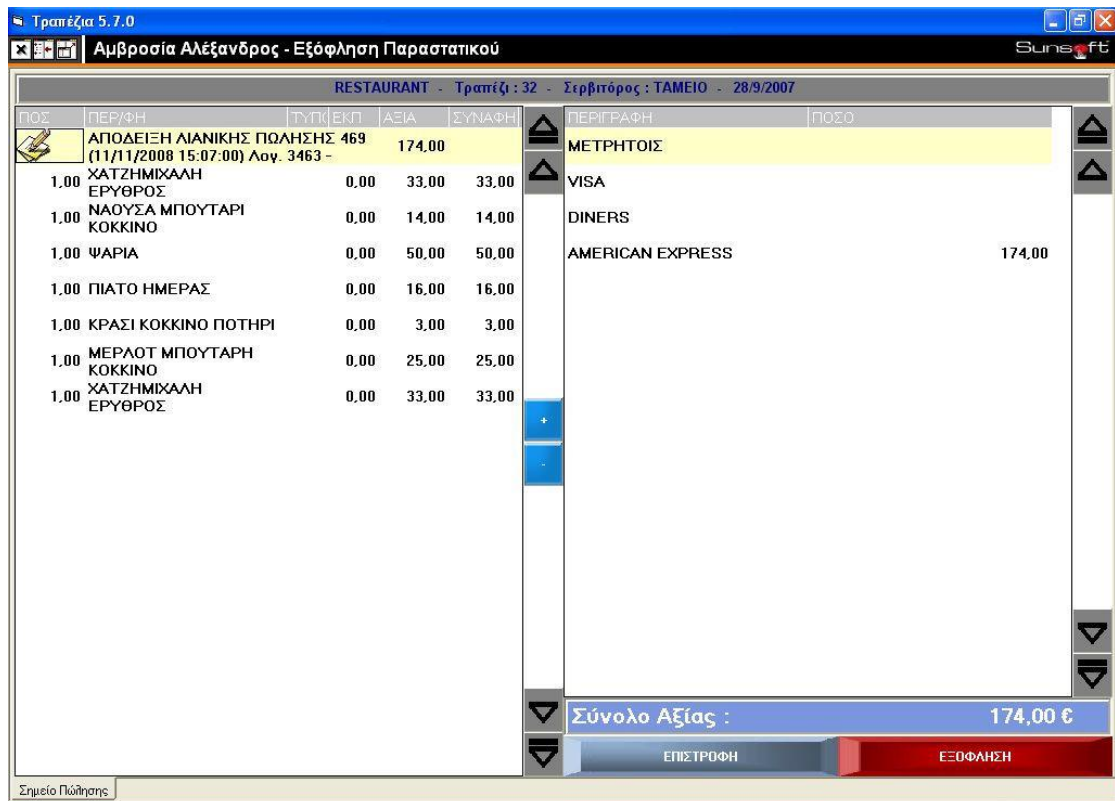 Τραπέζια 5.7.0
Αμβροσία Αλέξανδρος - Εξόφληση Παραστατικού
Sunsoft
RESTAURANT - Τραπέζι : 32 - Σερβιτόρος : ΤΑΜΕΙΟ - 28/9/2007
ΠΟΣ ΠΕΡ/ΦΗ ΤΥΠ( ΕΚΠ ΑΞΙΑ ΣΥΝΑΦΗ
ΑΠΟΔΕΙΞΗ ΛΙΑΝΙΚΗΣ ΠΩΛΗΣΗΣ 469
(11/11/2008 15:07:00) Λογ. 3463 - 174,00
1,00 ΧΑΤΖΗΜΙΧΑΛΗ ΕΡΥΘΡΟΣ 0,00 33,00 33,00
1,00 ΝΑΟΥΣΑ ΜΠΟΥΤΑΡΙ ΚΟΚΚΙΝΟ 0,00 14,00 14,00
1,00 ΨΑΡΙΑ 0,00 50,00 50,00
1,00 ΠΙΑΤΟ ΗΜΕΡΑΣ 0,00 16,00 16,00
1,00 ΚΡΑΣΙ ΚΟΚΚΙΝΟ ΠΟΤΗΡΙ 0,00 3,00 3,00
1,00 ΜΕΡΛΟΤ ΜΠΟΥΤΑΡΗ ΚΟΚΚΙΝΟ 0,00 25,00 25,00
1,00 ΧΑΤΖΗΜΙΧΑΛΗ ΕΡΥΘΡΟΣ 0,00 33,00 33,00
+
-
ΠΕΡΙΓΡΑΦΗ ΠΟΣΟ
ΜΕΤΡΗΤΟΙΣ
VISA
DINERS
AMERICAN EXPRESS 174,00
Σύνολο Αξίας : 174,00 €
ΕΠΙΣΤΡΟΦΗ ΕΞΟΦΛΗΣΗ
Σημείο Πώλησης